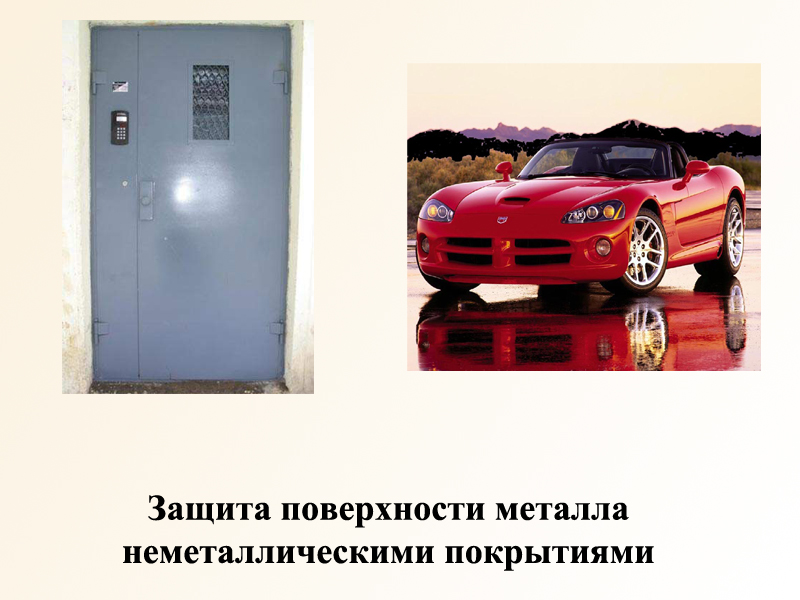 Защита поверхности металла
неметаллическими покрытиями